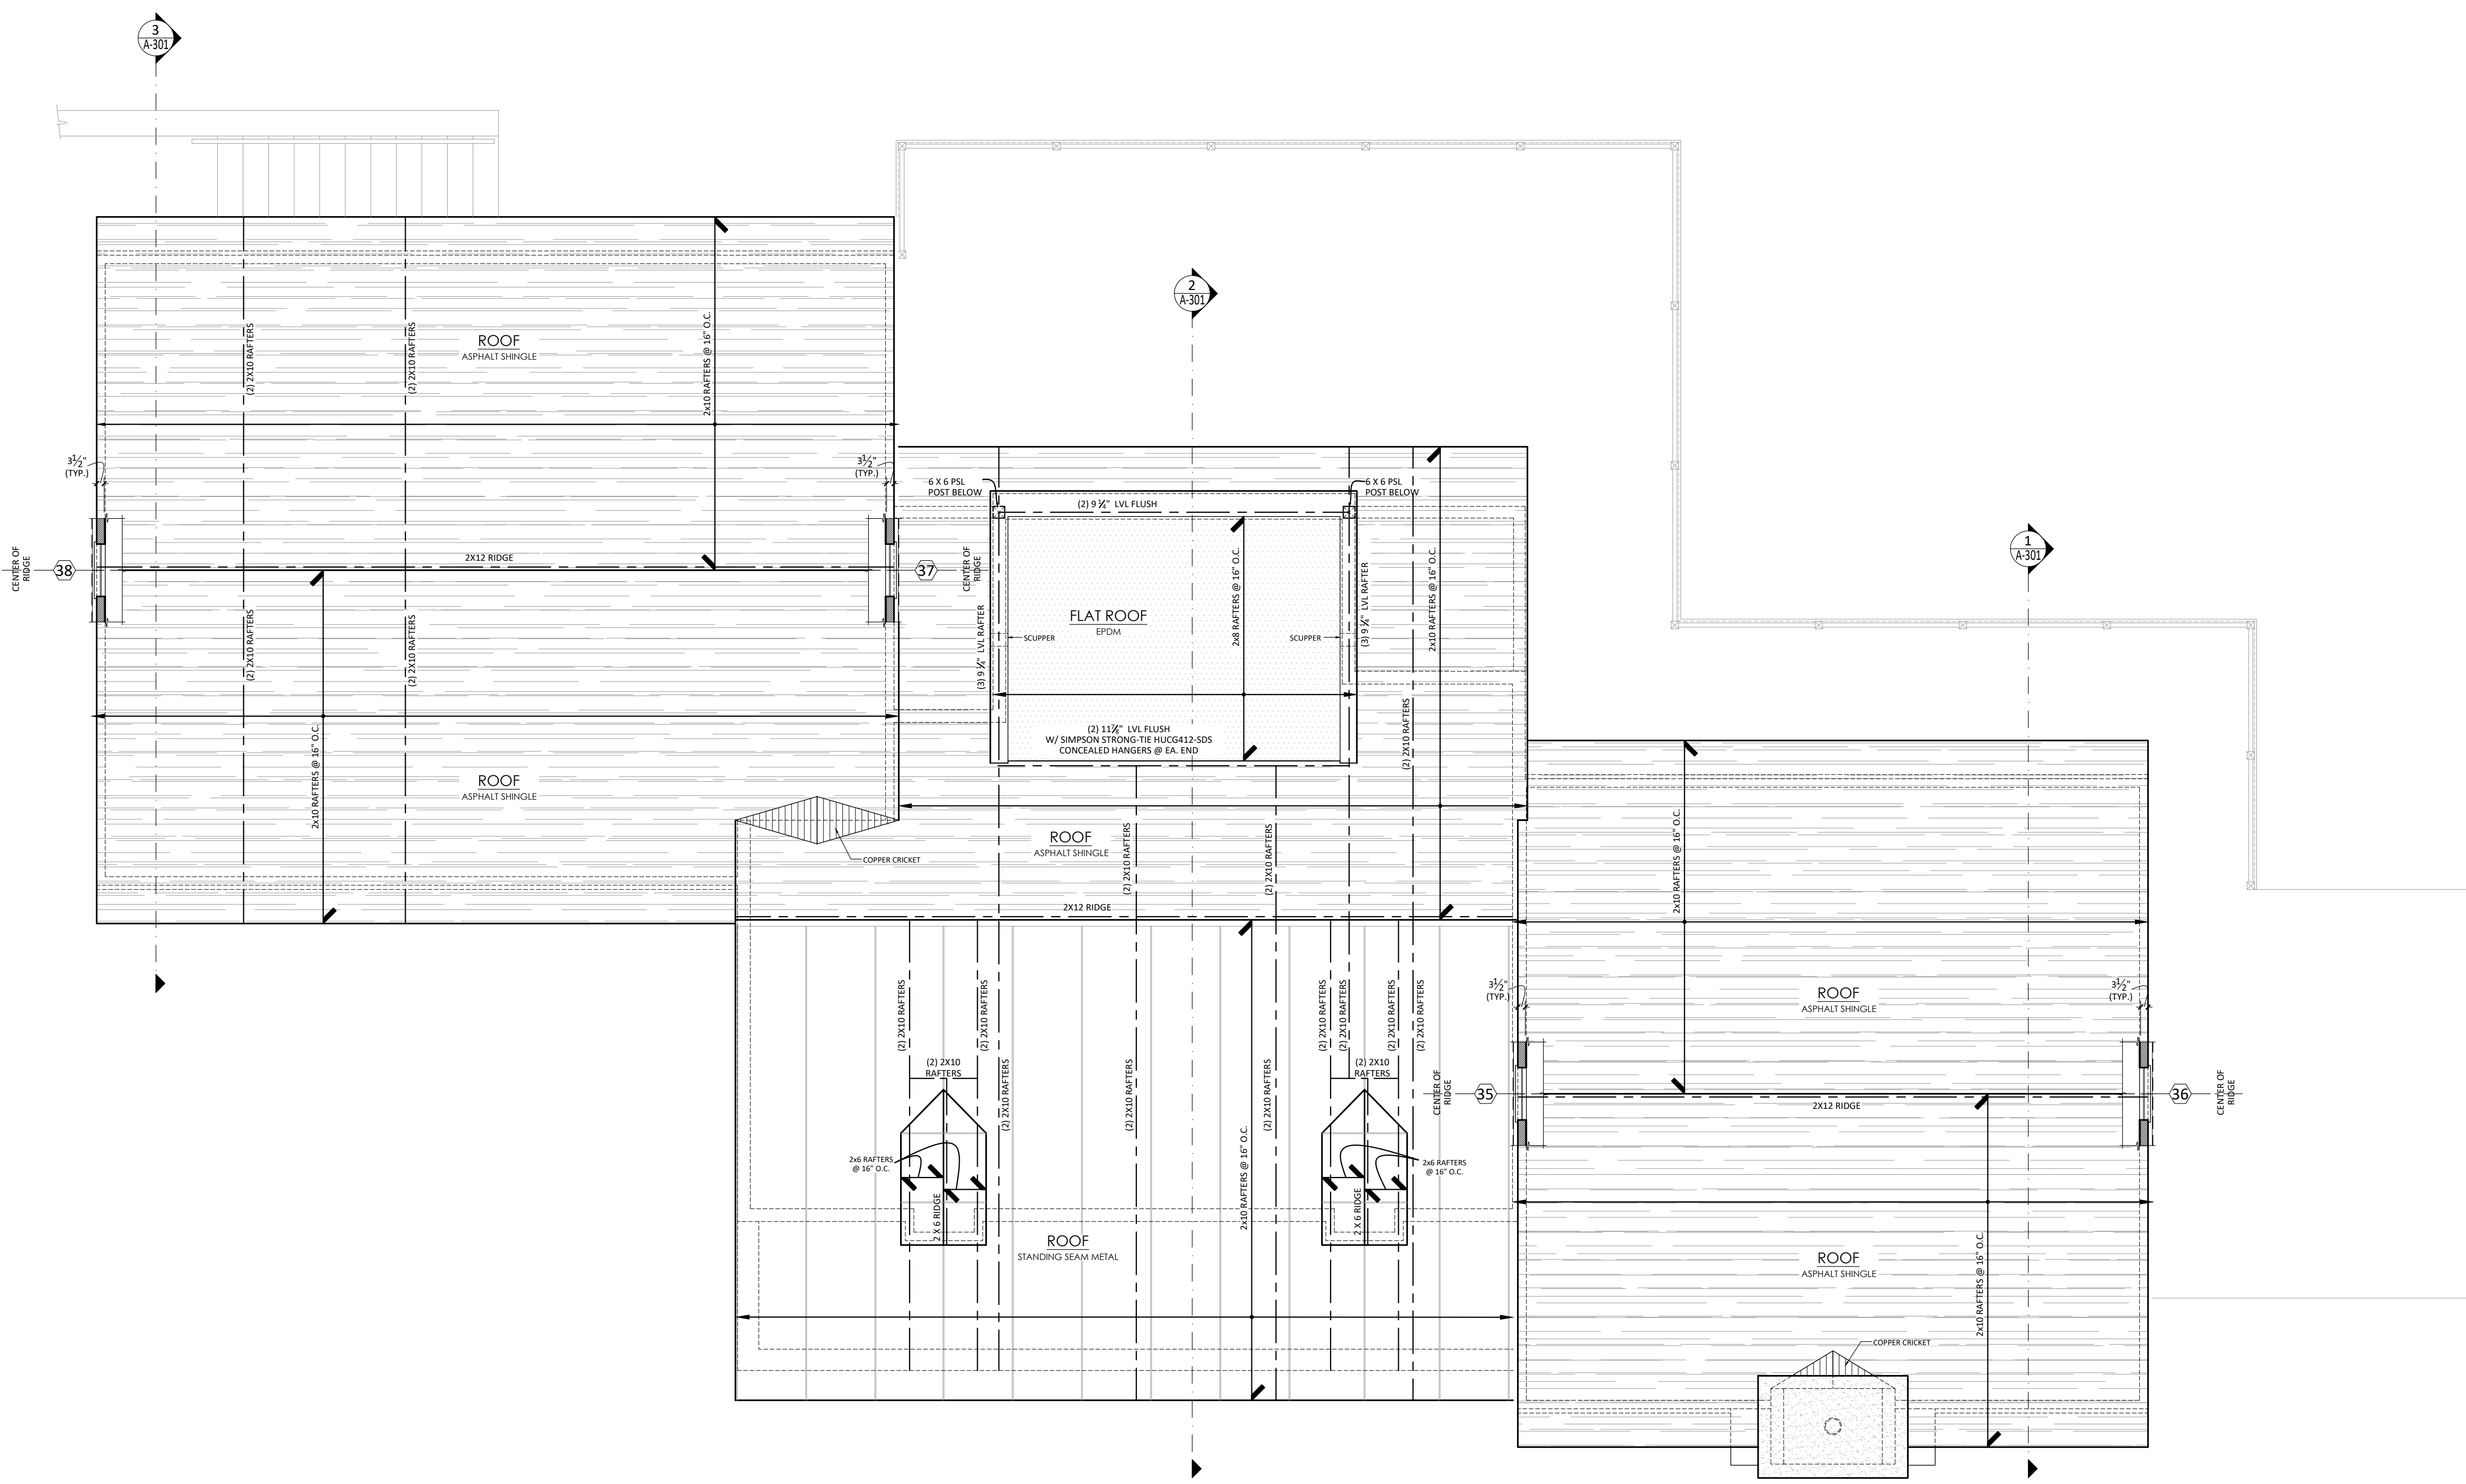 3
A-301
2
A-301
1
A-301
(2) 2X10 RAFTERS
(2) 2X10 RAFTERS
ROOF
ASPHALT SHINGLE
2x10 RAFTERS @ 16" O.C.
3½"
(TYP.)
3½"
(TYP.)
CENTER OF
RIDGE
38
2X12 RIDGE
37
CENTER OF
RIDGE
(2) 2X10 RAFTERS
(2) 2X10 RAFTERS
2x10 RAFTERS @ 16" O.C.
ROOF
ASPHALT SHINGLE
COPPER CRICKET
6 X 6 PSL
POST BELOW
(2) 9 ¼" LVL FLUSH
6 X 6 PSL
POST BELOW
(3) 9 ¼" LVL RAFTER
SCUPPER
FLAT ROOF
EPDM
2x8 RAFTERS @ 16" O.C.
SCUPPER
(3) 9 ¼" LVL RAFTER
2x10 RAFTERS @ 16" O.C.
(2) 2X10 RAFTERS
(2) 11⅞" LVL FLUSH
W/ SIMPSON STRONG-TIE HUCG412-SDS
CONCEALED HANGERS @ EA. END
ROOF
ASPHALT SHINGLE
(2) 2X10 RAFTERS
(2) 2X10 RAFTERS
2X12 RIDGE
(2) 2X10 RAFTERS
(2) 2X10 RAFTERS
(2) 2X10
RAFTERS
(2) 2X10 RAFTERS
(2) 2X10 RAFTERS
(2) 2X10 RAFTERS
2x10 RAFTERS @ 16" O.C.
(2) 2X10 RAFTERS
(2) 2X10 RAFTERS
(2) 2X10 RAFTERS
(2) 2X10 RAFTERS
(2) 2X10
RAFTERS
2x6 RAFTERS
@ 16" O.C.
2 X 6 RIDGE
2x6 RAFTERS
@ 16" O.C.
2 X 6 RIDGE
ROOF
STANDING SEAM METAL
2x10 RAFTERS @ 16" O.C.
3½"
(TYP.)
ROOF
ASPHALT SHINGLE
3½"
(TYP.)
CENTER OF
RIDGE
35
2X12 RIDGE
36
CENTER OF
RIDGE
ROOF
ASPHALT SHINGLE
2x10 RAFTERS @ 16" O.C.
COPPER CRICKET